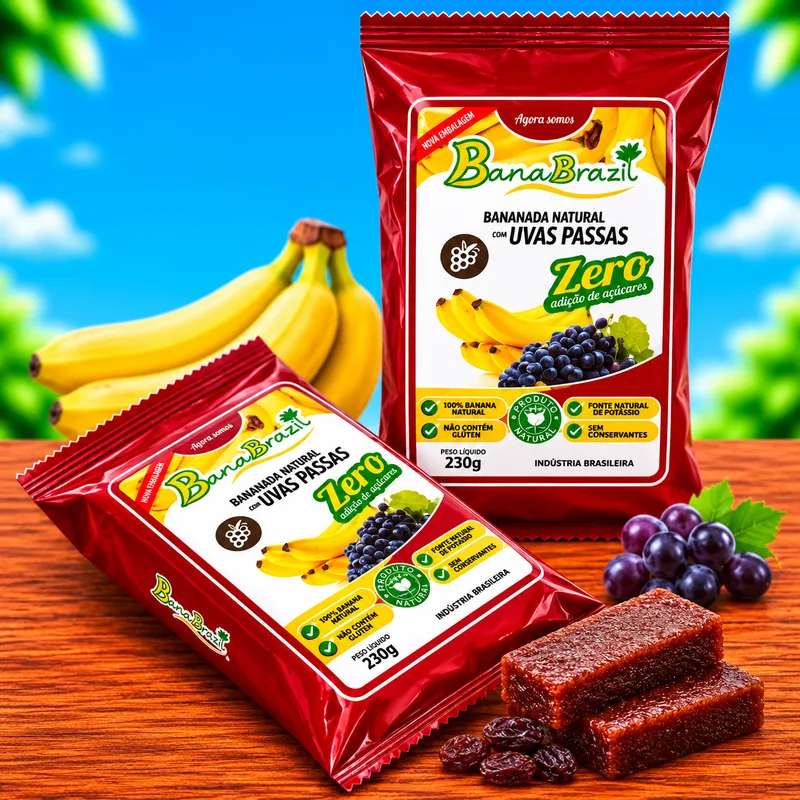 NOVA EMBALAGEM
Agora somos
BanaBrazil
BANANADA NATURAL
COM UVAS PASSAS
Zero
adição de açúcares
100% BANANA
NATURAL
NÃO CONTÉM
GLÚTEN
PRODUTO
NATURAL
FONTE NATURAL
DE POTÁSSIO
SEM
CONSERVANTES
PESO LÍQUIDO
230g
INDÚSTRIA BRASILEIRA
NOVA EMBALAGEM
Agora somos
BanaBrazil
BANANADA NATURAL
COM UVAS PASSAS
Zero
adição de açúcares
100% BANANA
NATURAL
NÃO CONTÉM
GLÚTEN
PRODUTO
NATURAL
FONTE NATURAL
DE POTÁSSIO
SEM
CONSERVANTES
PESO LÍQUIDO
230g
INDÚSTRIA BRASILEIRA
BanaBrazil